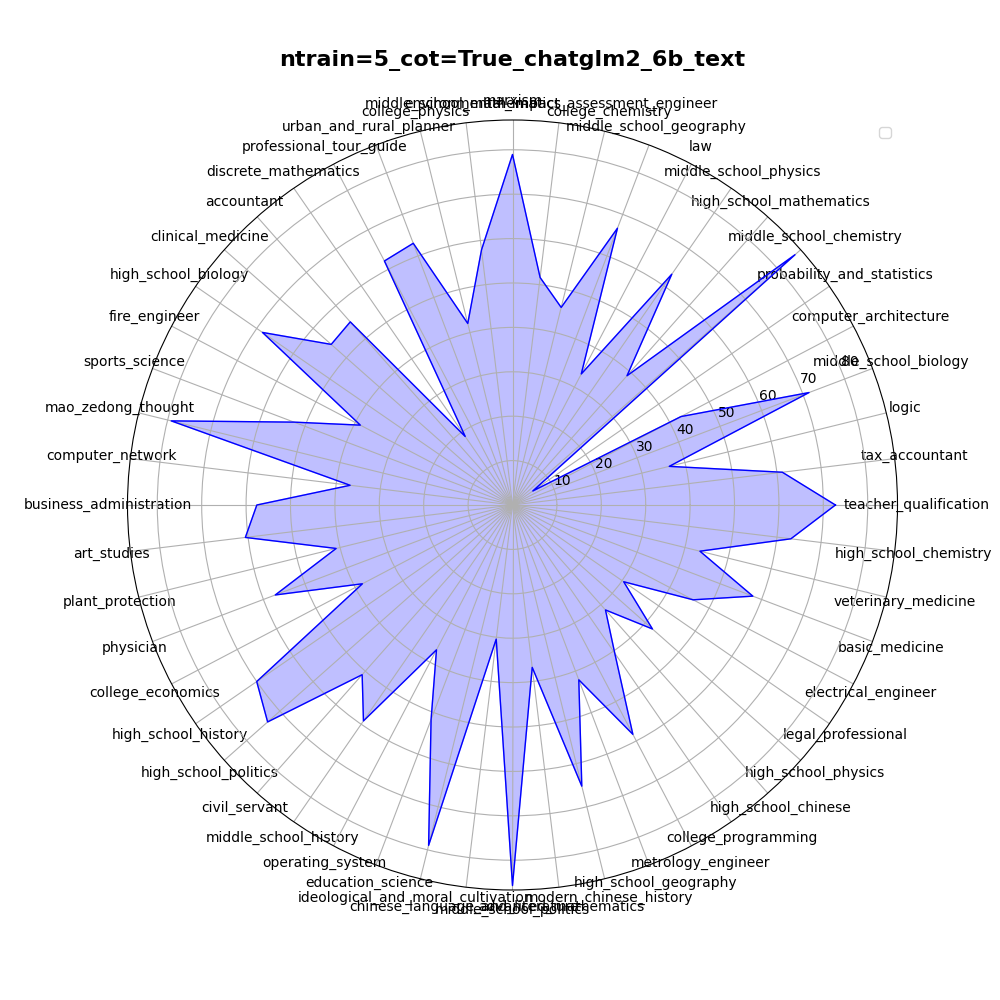 ntrain=5_cot=True_chatglm2_6b_text
marxism
middle_school_mathematics
environmental_impact_assessment_engineer
college_physics
college_chemistry
urban_and_rural_planner
middle_school_geography
professional_tour_guide
law
discrete_mathematics
middle_school_physics
accountant
high_school_mathematics
clinical_medicine
middle_school_chemistry
high_school_biology
probability_and_statistics
fire_engineer
computer_architecture
sports_science
middle_school_biology
80
70
60
50
40
30
20
10
mao_zedong_thought
logic
computer_network
tax_accountant
business_administration
teacher_qualification
art_studies
high_school_chemistry
plant_protection
veterinary_medicine
physician
basic_medicine
college_economics
electrical_engineer
high_school_history
legal_professional
high_school_politics
high_school_physics
civil_servant
high_school_chinese
middle_school_history
college_programming
operating_system
metrology_engineer
education_science
high_school_geography
ideological_and_moral_cultivation
modern_chinese_history
chinese_language_and_literature
advanced_mathematics
middle_school_politics